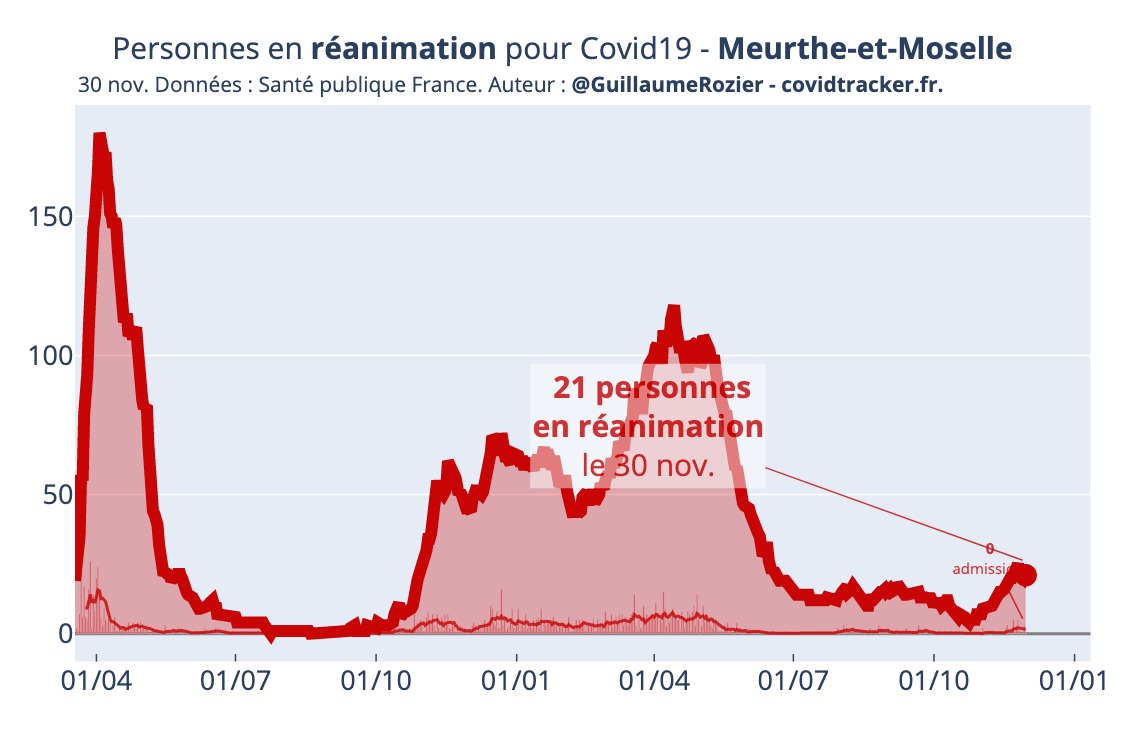 Personnes en réanimation pour Covid19 - Meurthe-et-Moselle
30 nov. Données : Santé publique France. Auteur : @GuillaumeRozier - covidtracker.fr.
150
100
50
0
21 personnes
en réanimation
le 30 nov.
0
01/04 01/07 01/10 01/01 01/04 01/07 01/10 01/01